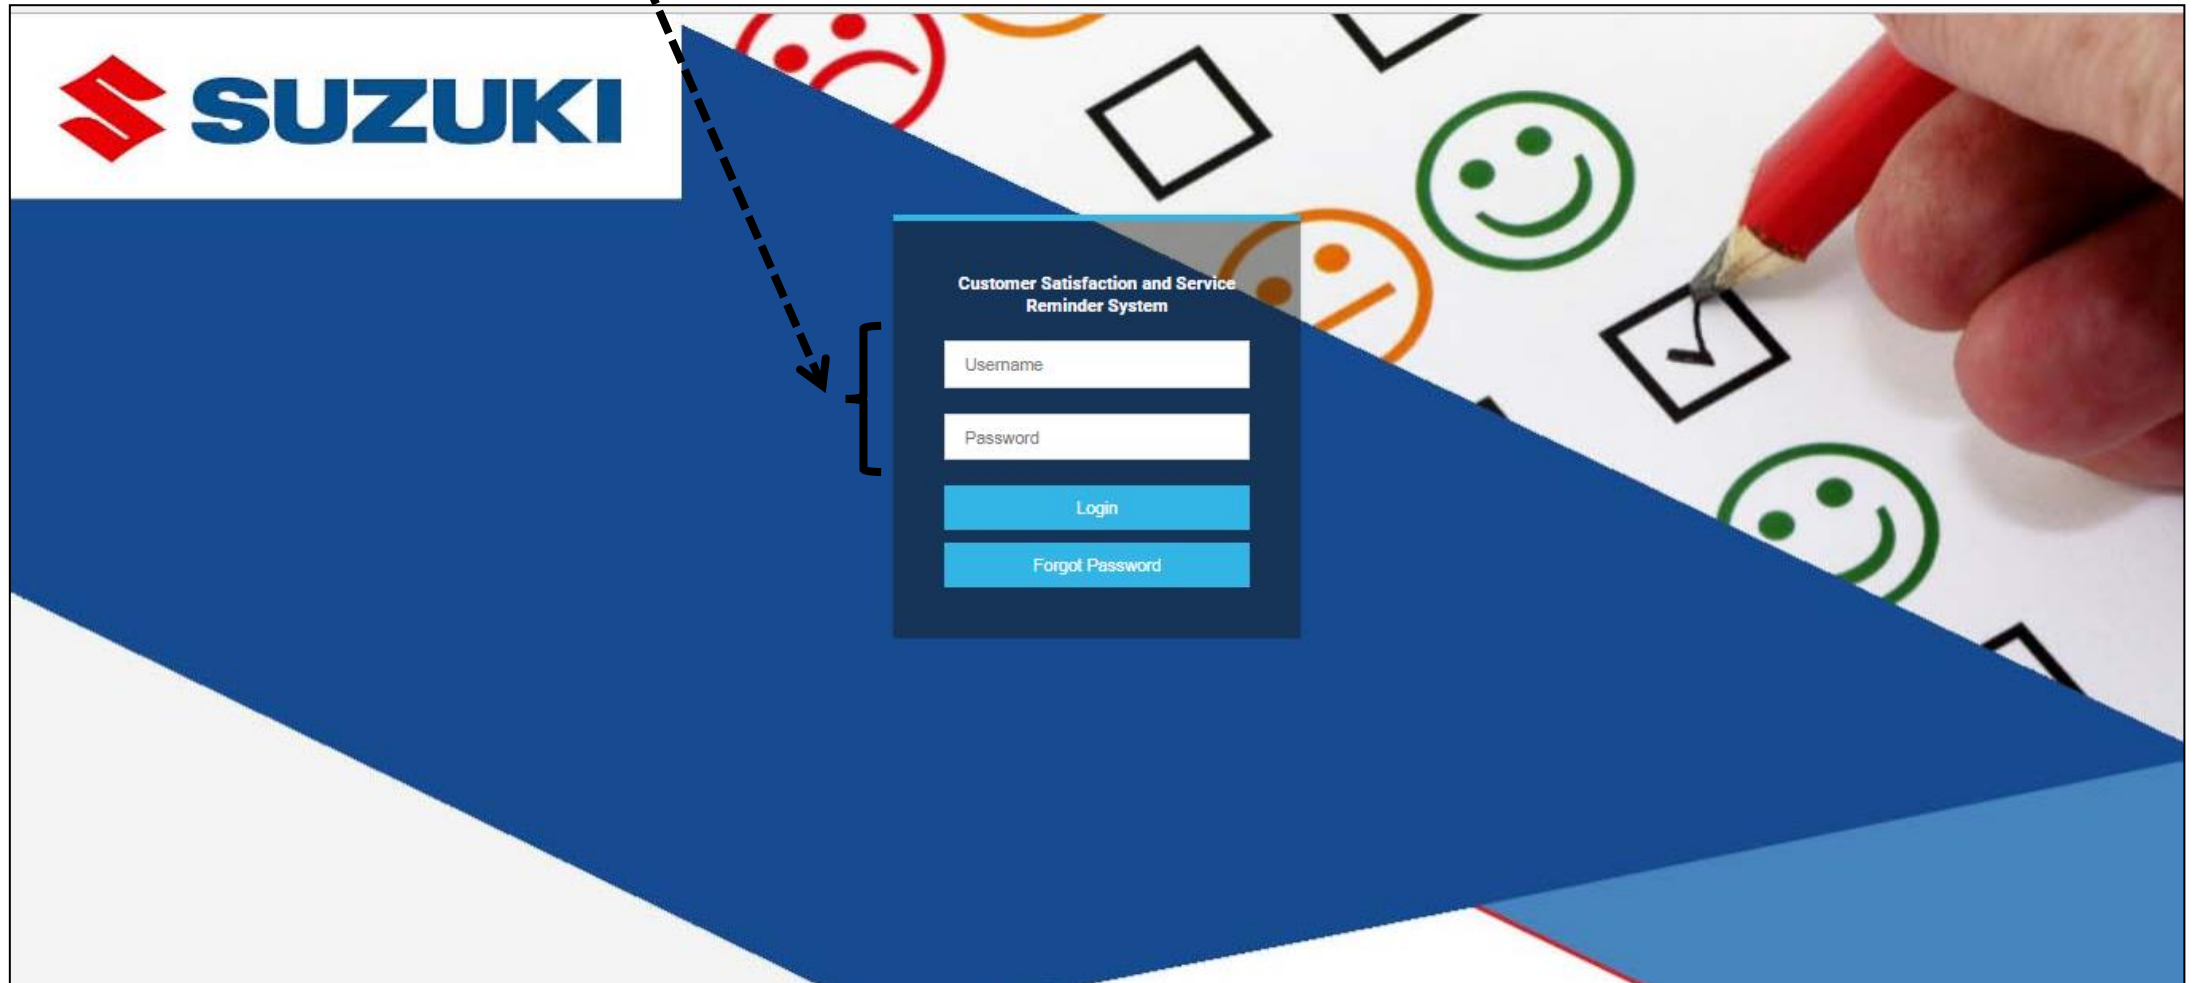 SUZUKI
Customer Satisfaction and Service
Reminder System
Username
Password
Login
Forgot Password